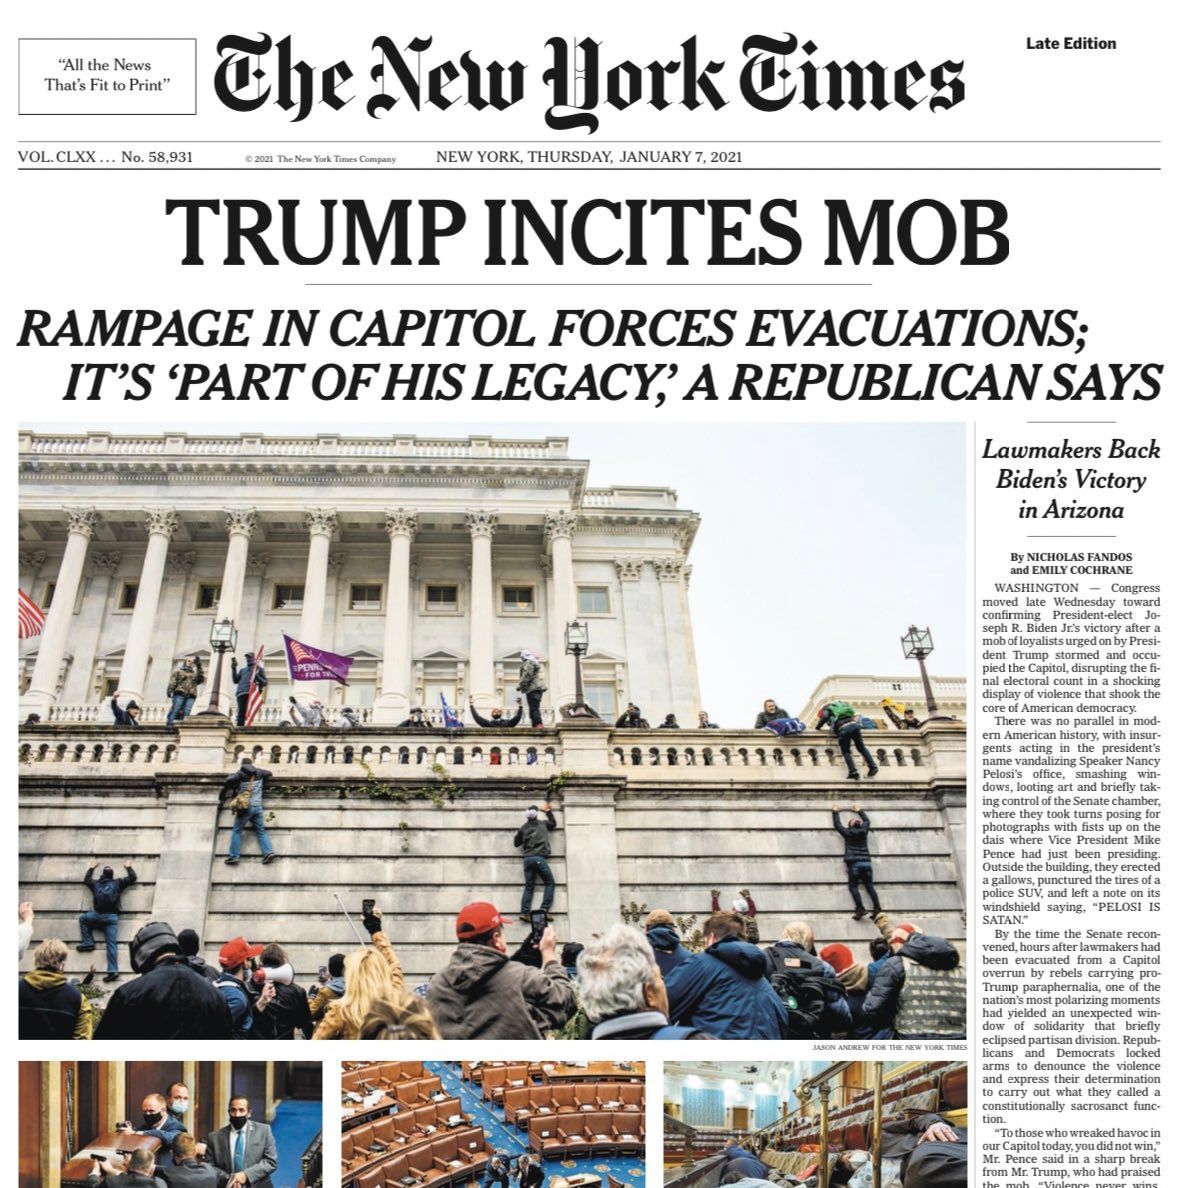 “All the News
That’s Fit to Print”
The New York Times
Late Edition
VOL. CLXX . . . No. 58,931
© 2021 The New York Times Company
NEW YORK, THURSDAY, JANUARY 7, 2021
TRUMP INCITES MOB
RAMPAGE IN CAPITOL FORCES EVACUATIONS;
IT’S ‘PART OF HIS LEGACY,’ A REPUBLICAN SAYS
PENNS
FOR TR
JASON ANDREW FOR THE NEW YORK TIMES
Lawmakers Back
Biden’s Victory
in Arizona
By NICHOLAS FANDOS
and EMILY COCHRANE
WASHINGTON — Congress
moved late Wednesday toward
confirming President-elect Jo-
seph R. Biden Jr.’s victory after a
mob of loyalists urged on by Presi-
dent Trump stormed and occu-
pied the Capitol, disrupting the fi-
nal electoral count in a shocking
display of violence that shook the
core of American democracy.
There was no parallel in mod-
ern American history, with insur-
gents acting in the president’s
name vandalizing Speaker Nancy
Pelosi’s office, smashing win-
dows, looting art and briefly tak-
ing control of the Senate chamber,
where they took turns posing for
photographs with fists up on the
dais where Vice President Mike
Pence had just been presiding.
Outside the building, they erected
a gallows, punctured the tires of a
police SUV, and left a note on its
windshield saying, “PELOSI IS
SATAN.”
By the time the Senate recon-
vened, hours after lawmakers had
been evacuated from a Capitol
overrun by rebels carrying pro-
Trump paraphernalia, one of the
nation’s most polarizing moments
had yielded an unexpected win-
dow of solidarity that briefly
eclipsed partisan division. Repub-
licans and Democrats locked
arms to denounce the violence
and express their determination
to carry out what they called a
constitutionally sacrosanct func-
tion.
“To those who wreaked havoc in
our Capitol today, you did not win,”
Mr. Pence said in a sharp break
from Mr. Trump, who had praised
the mob. “Violence never wins.